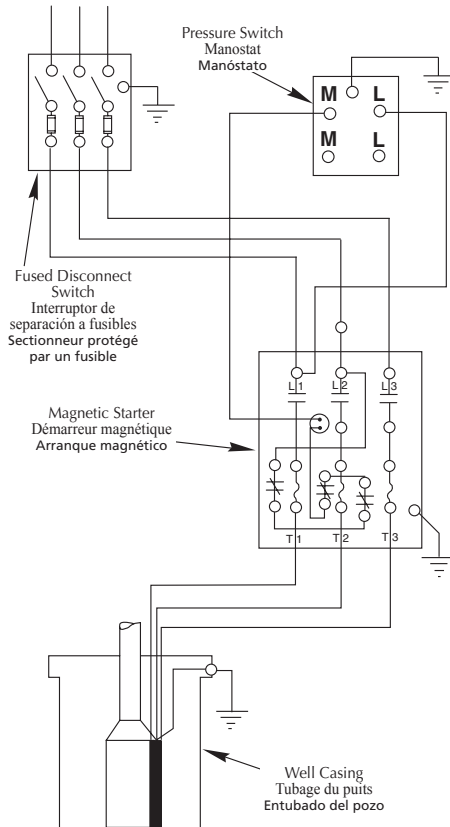 Pressure Switch
Manostat
Manóstato
M L
M L
Fused Disconnect
Switch
Interruptor de
separación a fusibles
Sectionneur protégé
par un fusible
L1 L2 L3
Magnetic Starter
Démarreur magnétique
Arranque magnético
T1 T2 T3
Well Casing
Tubage du puits
Entubado del pozo